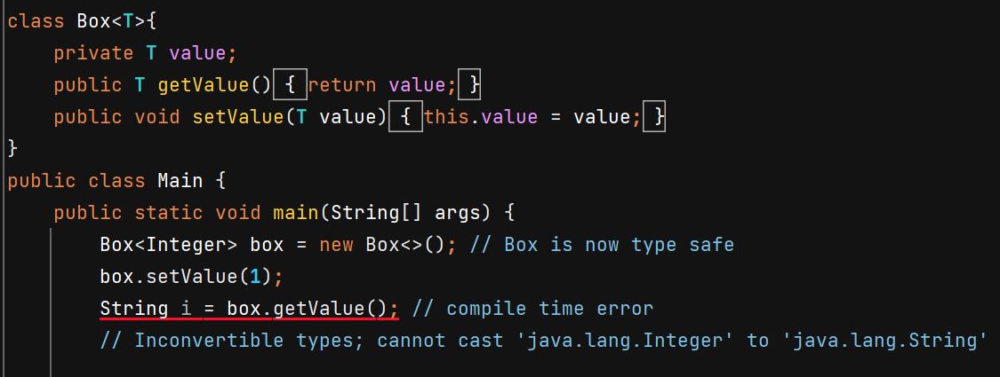 class Box<T>{
    private T value;
    public T getValue() { return value; }
    public void setValue(T value) { this.value = value; }
}
public class Main {
    public static void main(String[] args) {
        Box<Integer> box = new Box<>(); // Box is now type safe
        box.setValue(1);
        String i = box.getValue(); // compile time error
        // Inconvertible types; cannot cast 'java.lang.Integer' to 'java.lang.String'